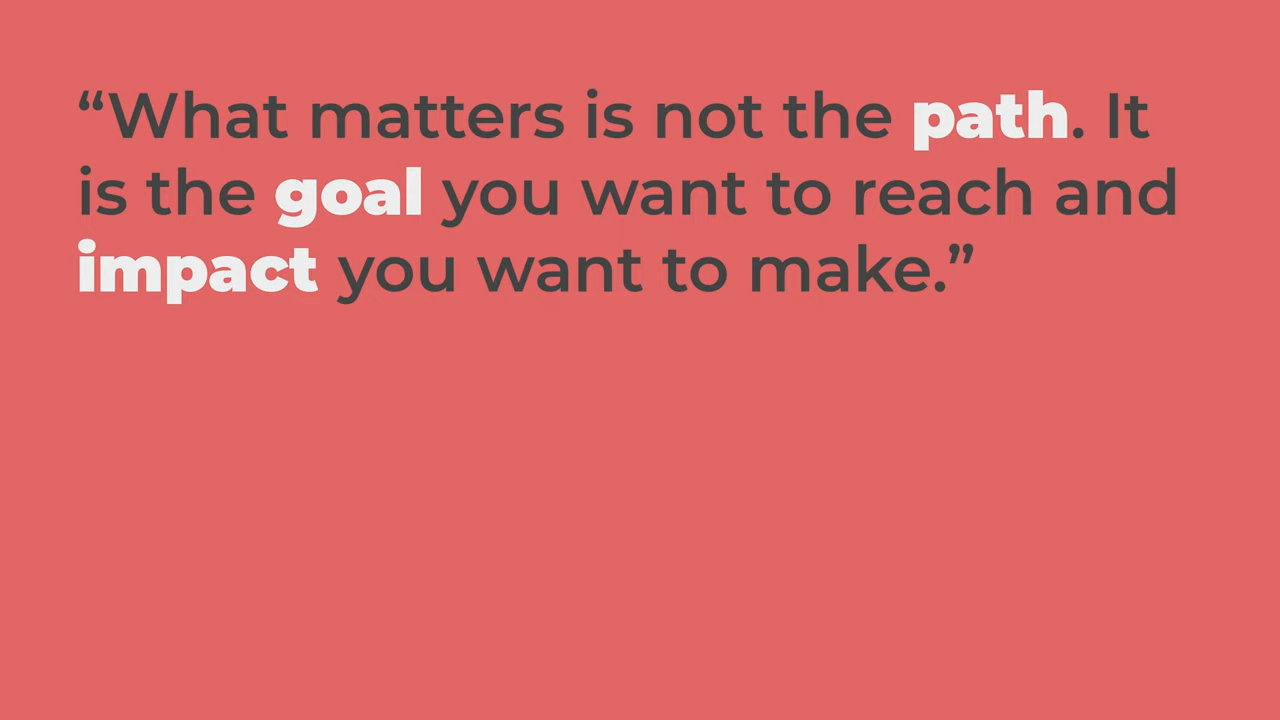 “What matters is not the path. It
is the goal you want to reach and
impact you want to make.”